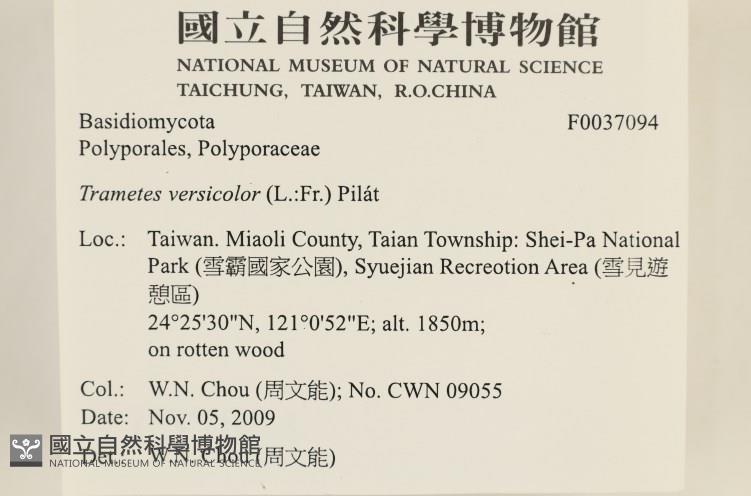 國立自然科學博物館
NATIONAL MUSEUM OF NATURAL SCIENCE
TAICHUNG, TAIWAN, R.O.CHINA
Basidiomycota F0037094
Polyporales, Polyporaceae
Trametes versicolor (L.:Fr.) Pilát
Loc.: Taiwan. Miaoli County, Taian Township: Shei-Pa National
Park (雪霸國家公園), Syuejian Recreotion Area (雪見遊
憩區)
24°25'30"N, 121°0'52"E; alt. 1850m;
on rotten wood
Col.: W.N. Chou (周文能); No. CWN 09055
Date: Nov. 05, 2009
Det.: W.N. Chou (周文能)
國立自然科學博物館
NATIONAL MUSEUM OF NATURAL SCIENCE